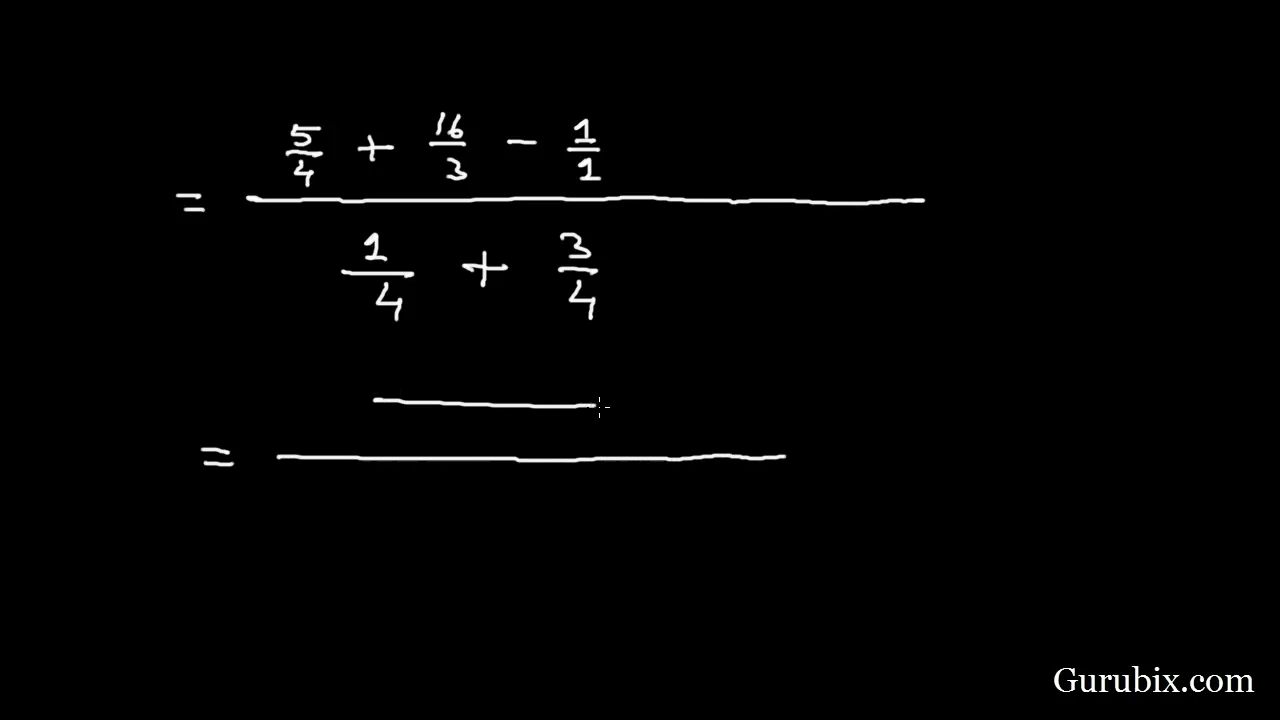 = 5/4 + 16/3 - 1/1
1/4 + 3/4
=
Gurubix.com